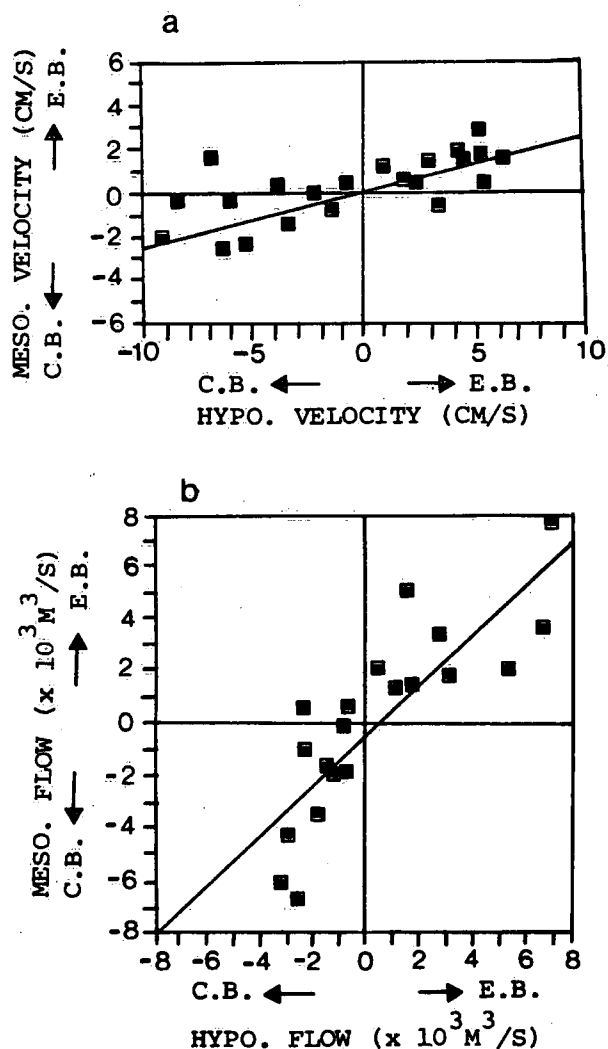 a
MESO. VELOCITY (CM/S)
C.B. ← → E.B.
6
4
2
0
-2
-4
-6
-10 -5 0 5 10
C.B. ← → E.B.
HYPO. VELOCITY (CM/S)
b
MESO. FLOW (x 10³M³/S)
C.B. ← → E.B.
8
6
4
2
0
-2
-4
-6
-8
-8 -6 -4 -2 0 2 4 6 8
C.B. ← → E.B.
HYPO. FLOW (x 10³M³/S)